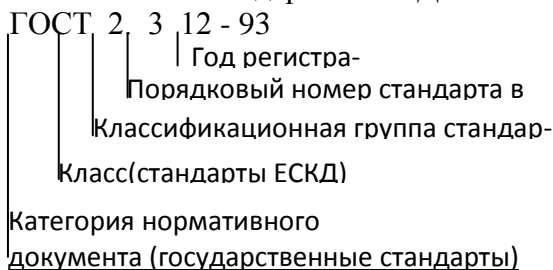 ГОСТ 2. 3 12 - 93
Год регистра-
Порядковый номер стандарта в
Классификационная группа стандар-
Класс(стандарты ЕСКД)
Категория нормативного
документа (государственные стандарты)